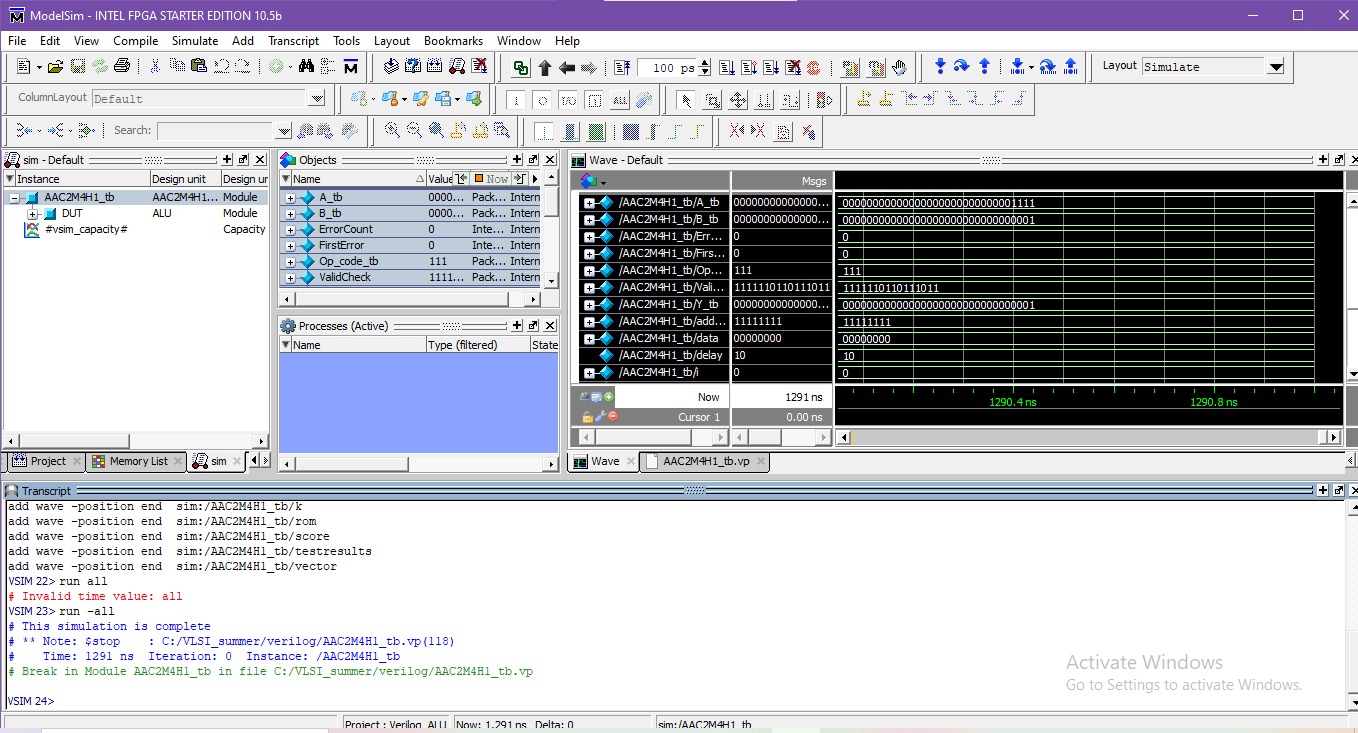 ModelSim - INTEL FPGA STARTER EDITION 10.5b
File Edit View Compile Simulate Add Transcript Tools Layout Bookmarks Window Help
100 ps
Layout Simulate
ColumnLayout Default
ALL
Search:
sim - Default
Instance Design unit Design ur
AAC2M4H1_tb AAC2M4H1... Module
DUT ALU Module
#vsim_capacity# Capacity
Project Memory List sim
Objects
Name Value Now
A_tb 0000... Pack... Intern
B_tb 0000... Pack... Intern
ErrorCount 0 Inte... Intern
FirstError 0 Inte... Intern
Op_code_tb 111 Pack... Intern
ValidCheck 1111... Pack... Intern
Processes (Active)
Name Type (filtered) State
Wave - Default
Msgs
/AAC2M4H1_tb/A_tb 00000000000000...
/AAC2M4H1_tb/B_tb 00000000000000...
/AAC2M4H1_tb/Err... 0 0
/AAC2M4H1_tb/Firs... 0 0
/AAC2M4H1_tb/Op... 111 111
/AAC2M4H1_tb/Vali... 1111110110111011 1111110110111011
/AAC2M4H1_tb/Y_tb 00000000000000...
/AAC2M4H1_tb/add... 11111111 11111111
/AAC2M4H1_tb/data 00000000 00000000
/AAC2M4H1_tb/delay 10 10
/AAC2M4H1_tb/i 0 0
Now 1291 ns 1290.4 ns 1290.8 ns
Cursor 1 0.00 ns
Wave AAC2M4H1_tb.vp
Transcript
add wave -position end sim:/AAC2M4H1_tb/k
add wave -position end sim:/AAC2M4H1_tb/rom
add wave -position end sim:/AAC2M4H1_tb/score
add wave -position end sim:/AAC2M4H1_tb/testresults
add wave -position end sim:/AAC2M4H1_tb/vector
VSIM 22> run all
# Invalid time value: all
VSIM 23> run -all
# This simulation is complete
# ** Note: $stop : C:/VLSI_summer/verilog/AAC2M4H1_tb.vp(118)
# Time: 1291 ns Iteration: 0 Instance: /AAC2M4H1_tb
# Break in Module AAC2M4H1_tb in file C:/VLSI_summer/verilog/AAC2M4H1_tb.vp
VSIM 24>
Activate Windows
Go to Settings to activate Windows.
Project : Verilog_ALU Now: 1,291 ns Delta: 0 sim:/AAC2M4H1_tb